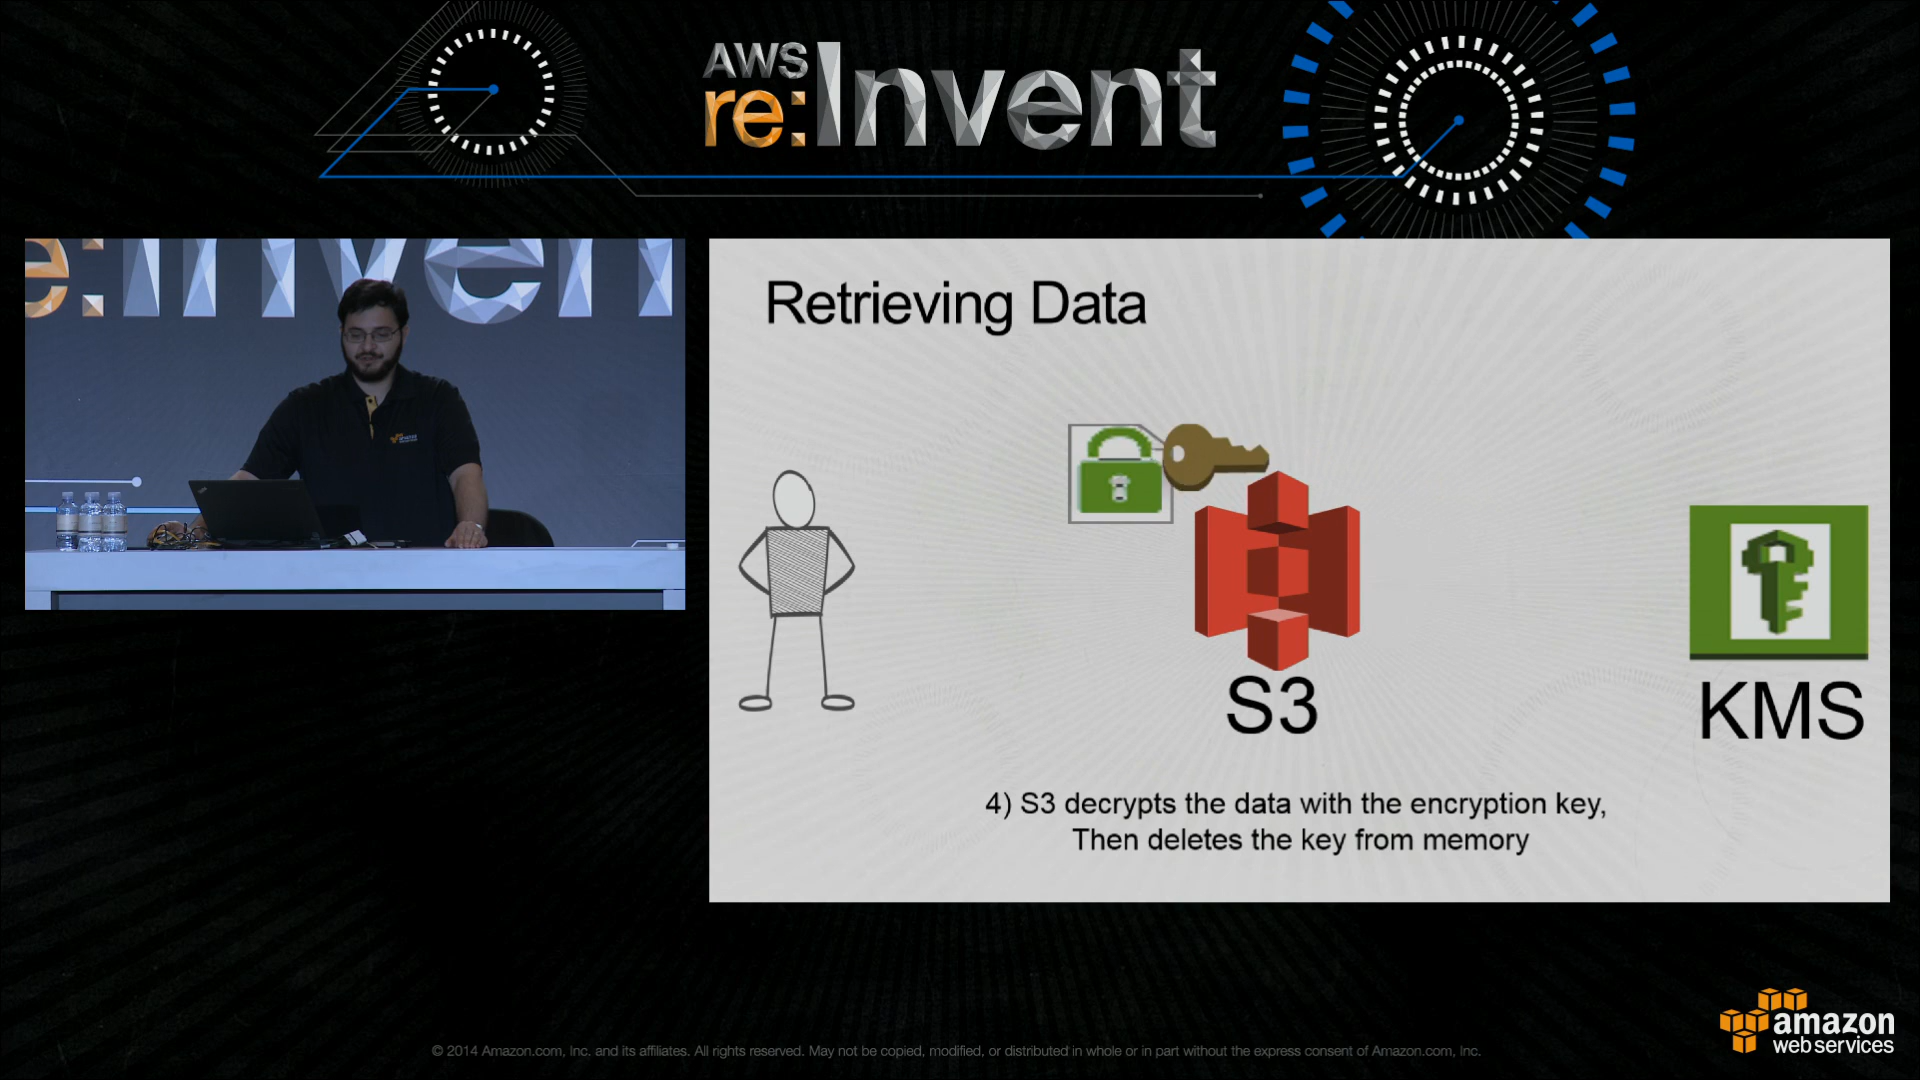 AWS
re:Invent
e:Inven
Retrieving Data
S3
KMS
4) S3 decrypts the data with the encryption key,
Then deletes the key from memory
amazon
web services
© 2014 Amazon.com, Inc. and its affiliates. All rights reserved. May not be copied, modified, or distributed in whole or in part without the express consent of Amazon.com, Inc.